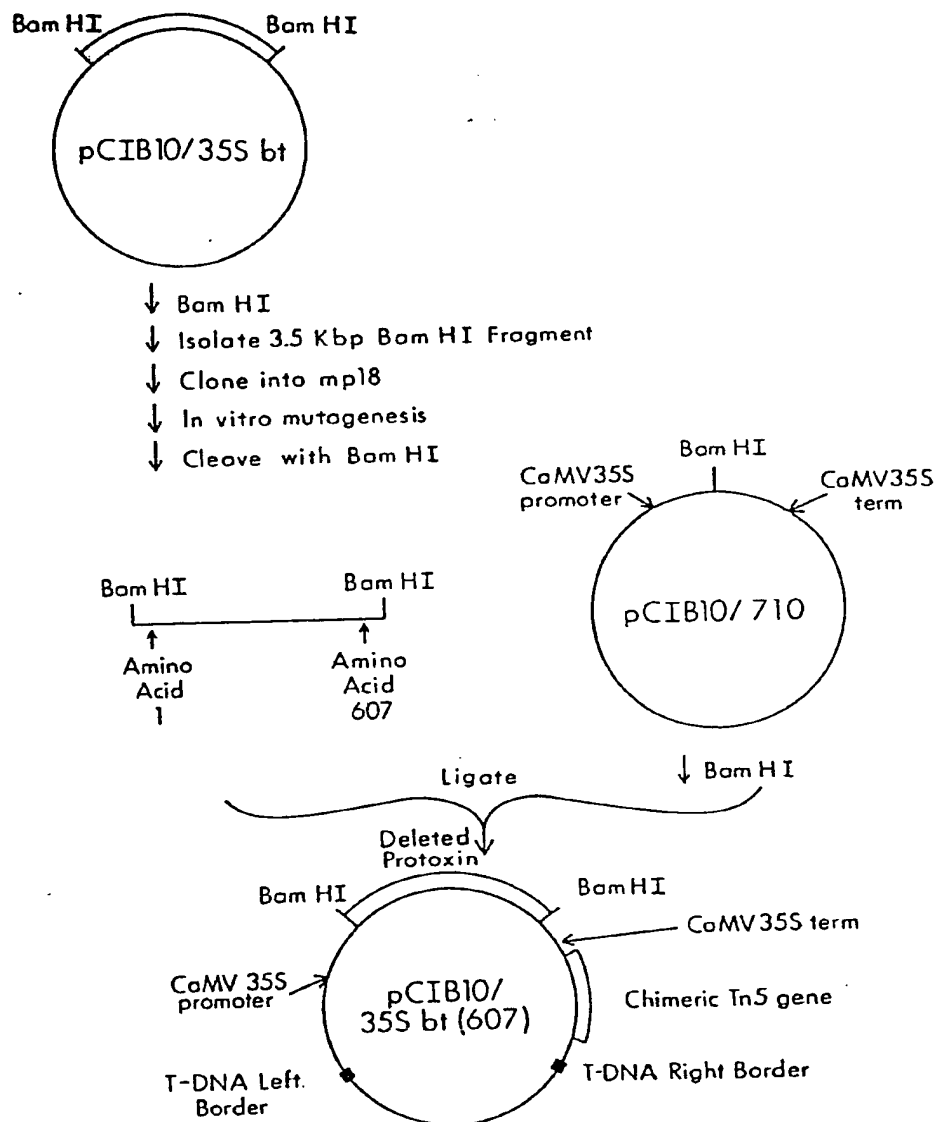 Bam HI
Bam HI
pCIB10/35S bt
↓ Bam HI
↓ Isolate 3.5 Kbp Bam HI Fragment
↓ Clone into mp18
↓ In vitro mutagenesis
↓ Cleave with Bam HI
Bam HI
CaMV35S
promoter
CaMV35S
term
pCIB10/710
Bam HI
Bam HI
Amino
Acid
1
Amino
Acid
607
↓ Bam HI
Ligate
Deleted
Protoxin
Bam HI
Bam HI
CaMV35S term
CaMV 35S
promoter
pCIB10/
35S bt (607)
Chimeric Tn5 gene
T-DNA Left.
Border
T-DNA Right Border